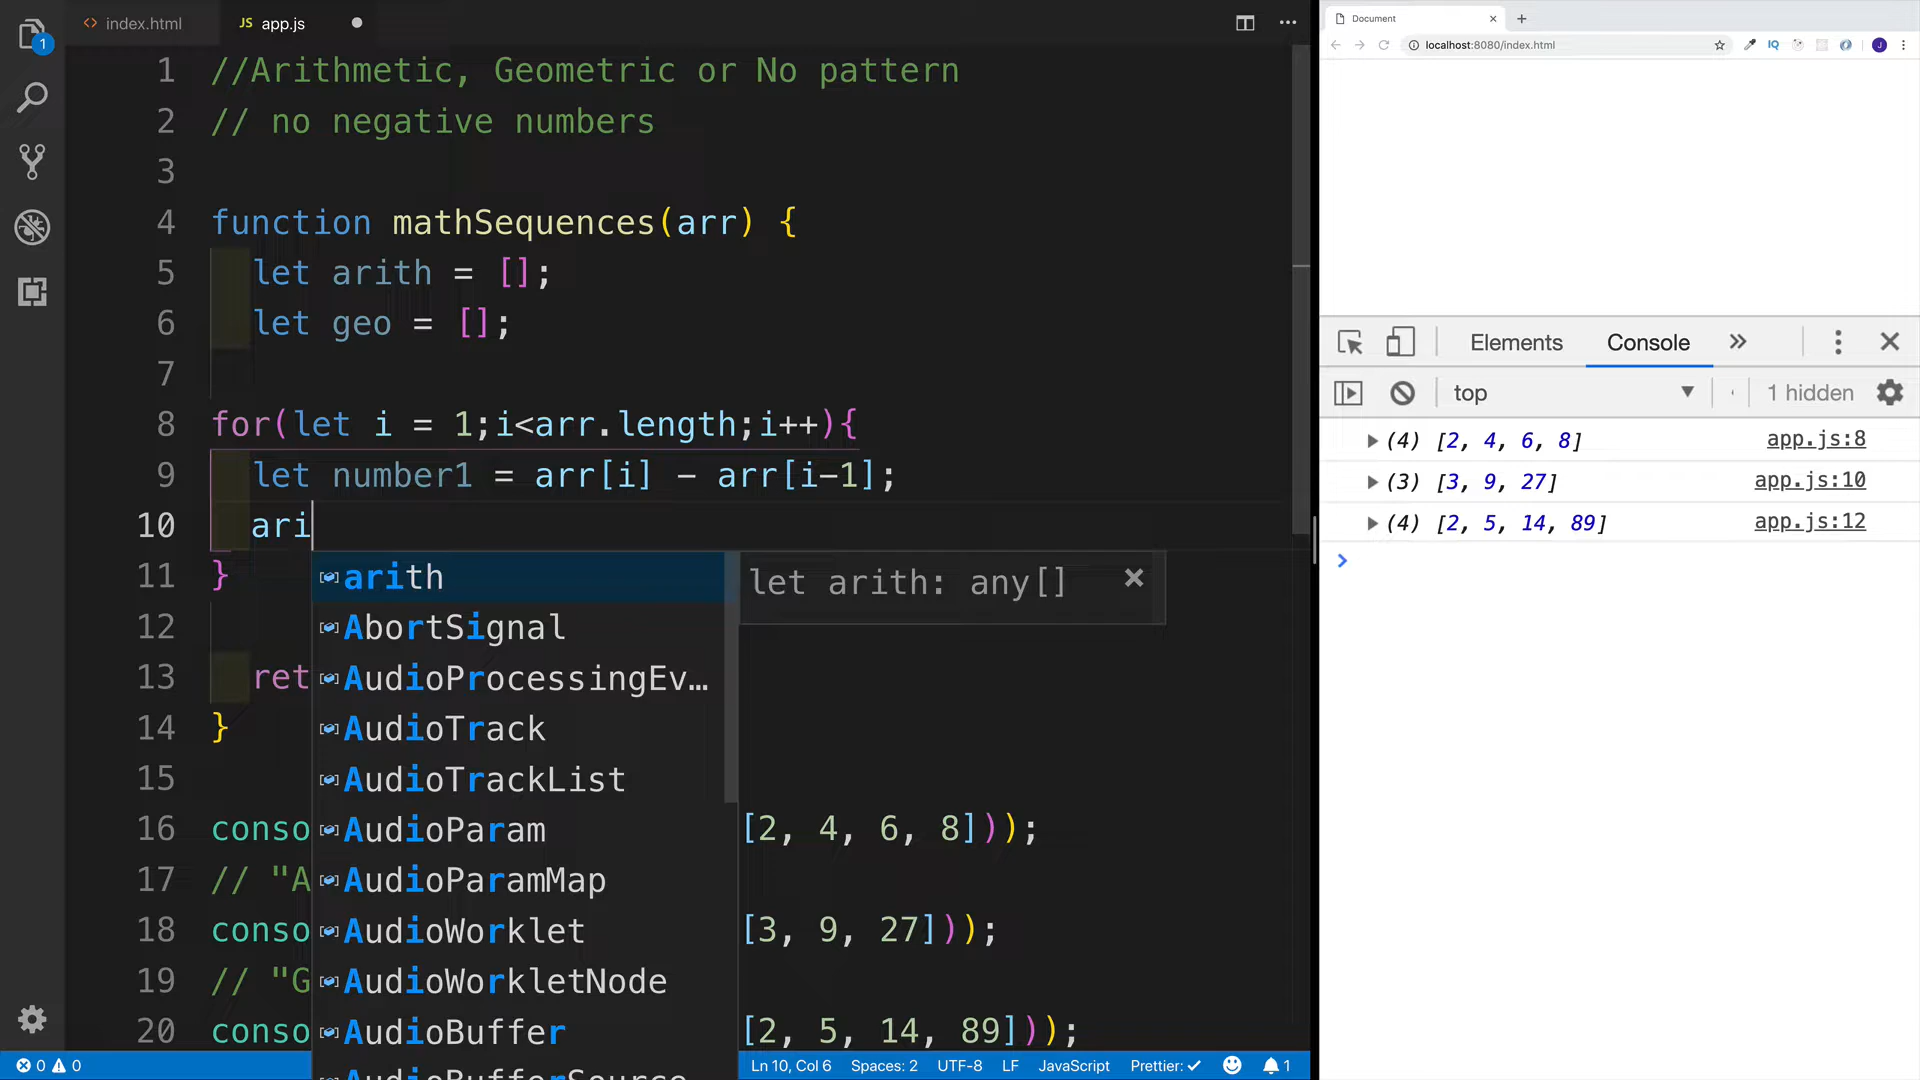 index.html
JS app.js
1 //Arithmetic, Geometric or No pattern
2 // no negative numbers
3
4 function mathSequences(arr) {
5 let arith = [];
6 let geo = [];
7
8 for(let i = 1;i<arr.length;i++){
9 let number1 = arr[i] - arr[i-1];
10 ari
11 }
12
13 ret
14 }
15
16 conso [2, 4, 6, 8]));
17 // "A
18 conso [3, 9, 27]));
19 // "G
20 conso [2, 5, 14, 89]));
arith
AbortSignal
AudioProcessingEv…
AudioTrack
AudioTrackList
AudioParam
AudioParamMap
AudioWorklet
AudioWorkletNode
AudioBuffer
AudioBufferSource
let arith: any[]
1
0 0
Ln 10, Col 6 Spaces: 2 UTF-8 LF JavaScript Prettier: 1
Document
localhost:8080/index.html
IQ
J
Elements Console
top
1 hidden
(4) [2, 4, 6, 8] app.js:8
(3) [3, 9, 27] app.js:10
(4) [2, 5, 14, 89] app.js:12